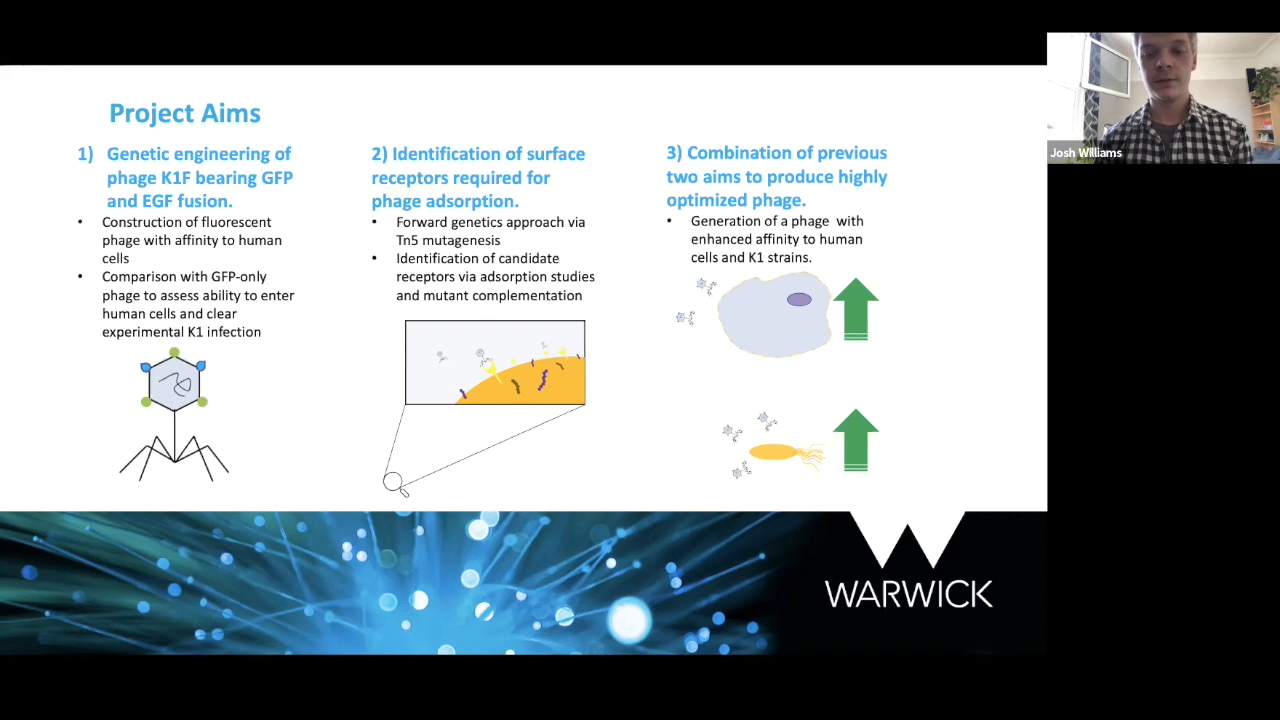 Project Aims
1) Genetic engineering of
phage K1F bearing GFP
and EGF fusion.
• Construction of fluorescent
phage with affinity to human
cells
• Comparison with GFP-only
phage to assess ability to enter
human cells and clear
experimental K1 infection
2) Identification of surface
receptors required for
phage adsorption.
• Forward genetics approach via
Tn5 mutagenesis
• Identification of candidate
receptors via adsorption studies
and mutant complementation
3) Combination of previous
two aims to produce highly
optimized phage.
• Generation of a phage with
enhanced affinity to human
cells and K1 strains.
WARWICK
Josh Williams